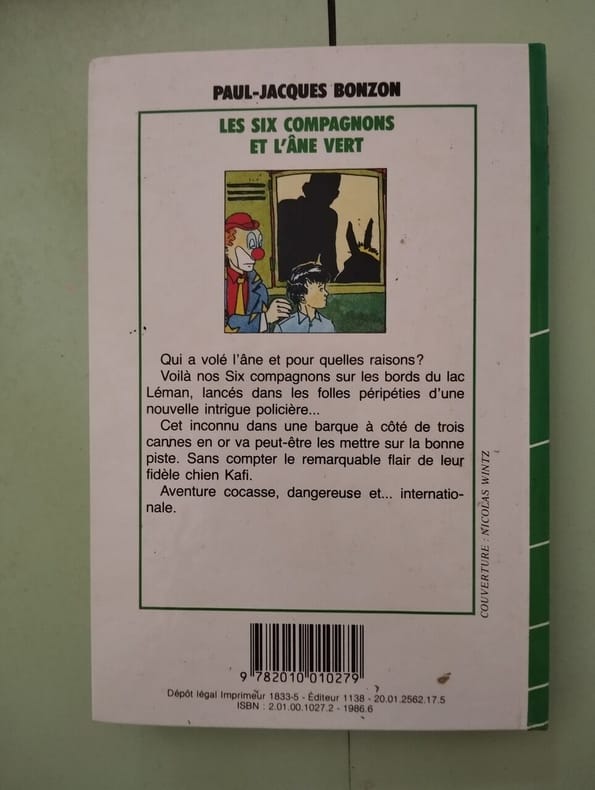 PAUL-JACQUES BONZON
LES SIX COMPAGNONS
ET L'ÂNE VERT
Qui a volé l'âne et pour quelles raisons?
Voilà nos Six compagnons sur les bords du lac
Léman, lancés dans les folles péripéties d'une
nouvelle intrigue policière...
Cet inconnu dans une barque à côté de trois
cannes en or va peut-être les mettre sur la bonne
piste. Sans compter le remarquable flair de leur
fidèle chien Kafi.
Aventure cocasse, dangereuse et... internatio-
nale.
COUVERTURE : NICOLAS WINTZ
9 782010 010279
Dépôt légal Imprimeur 1833-5 - Éditeur 1138 - 20.01.2562.17.5
ISBN : 2.01.00.1027.2 - 1986.6